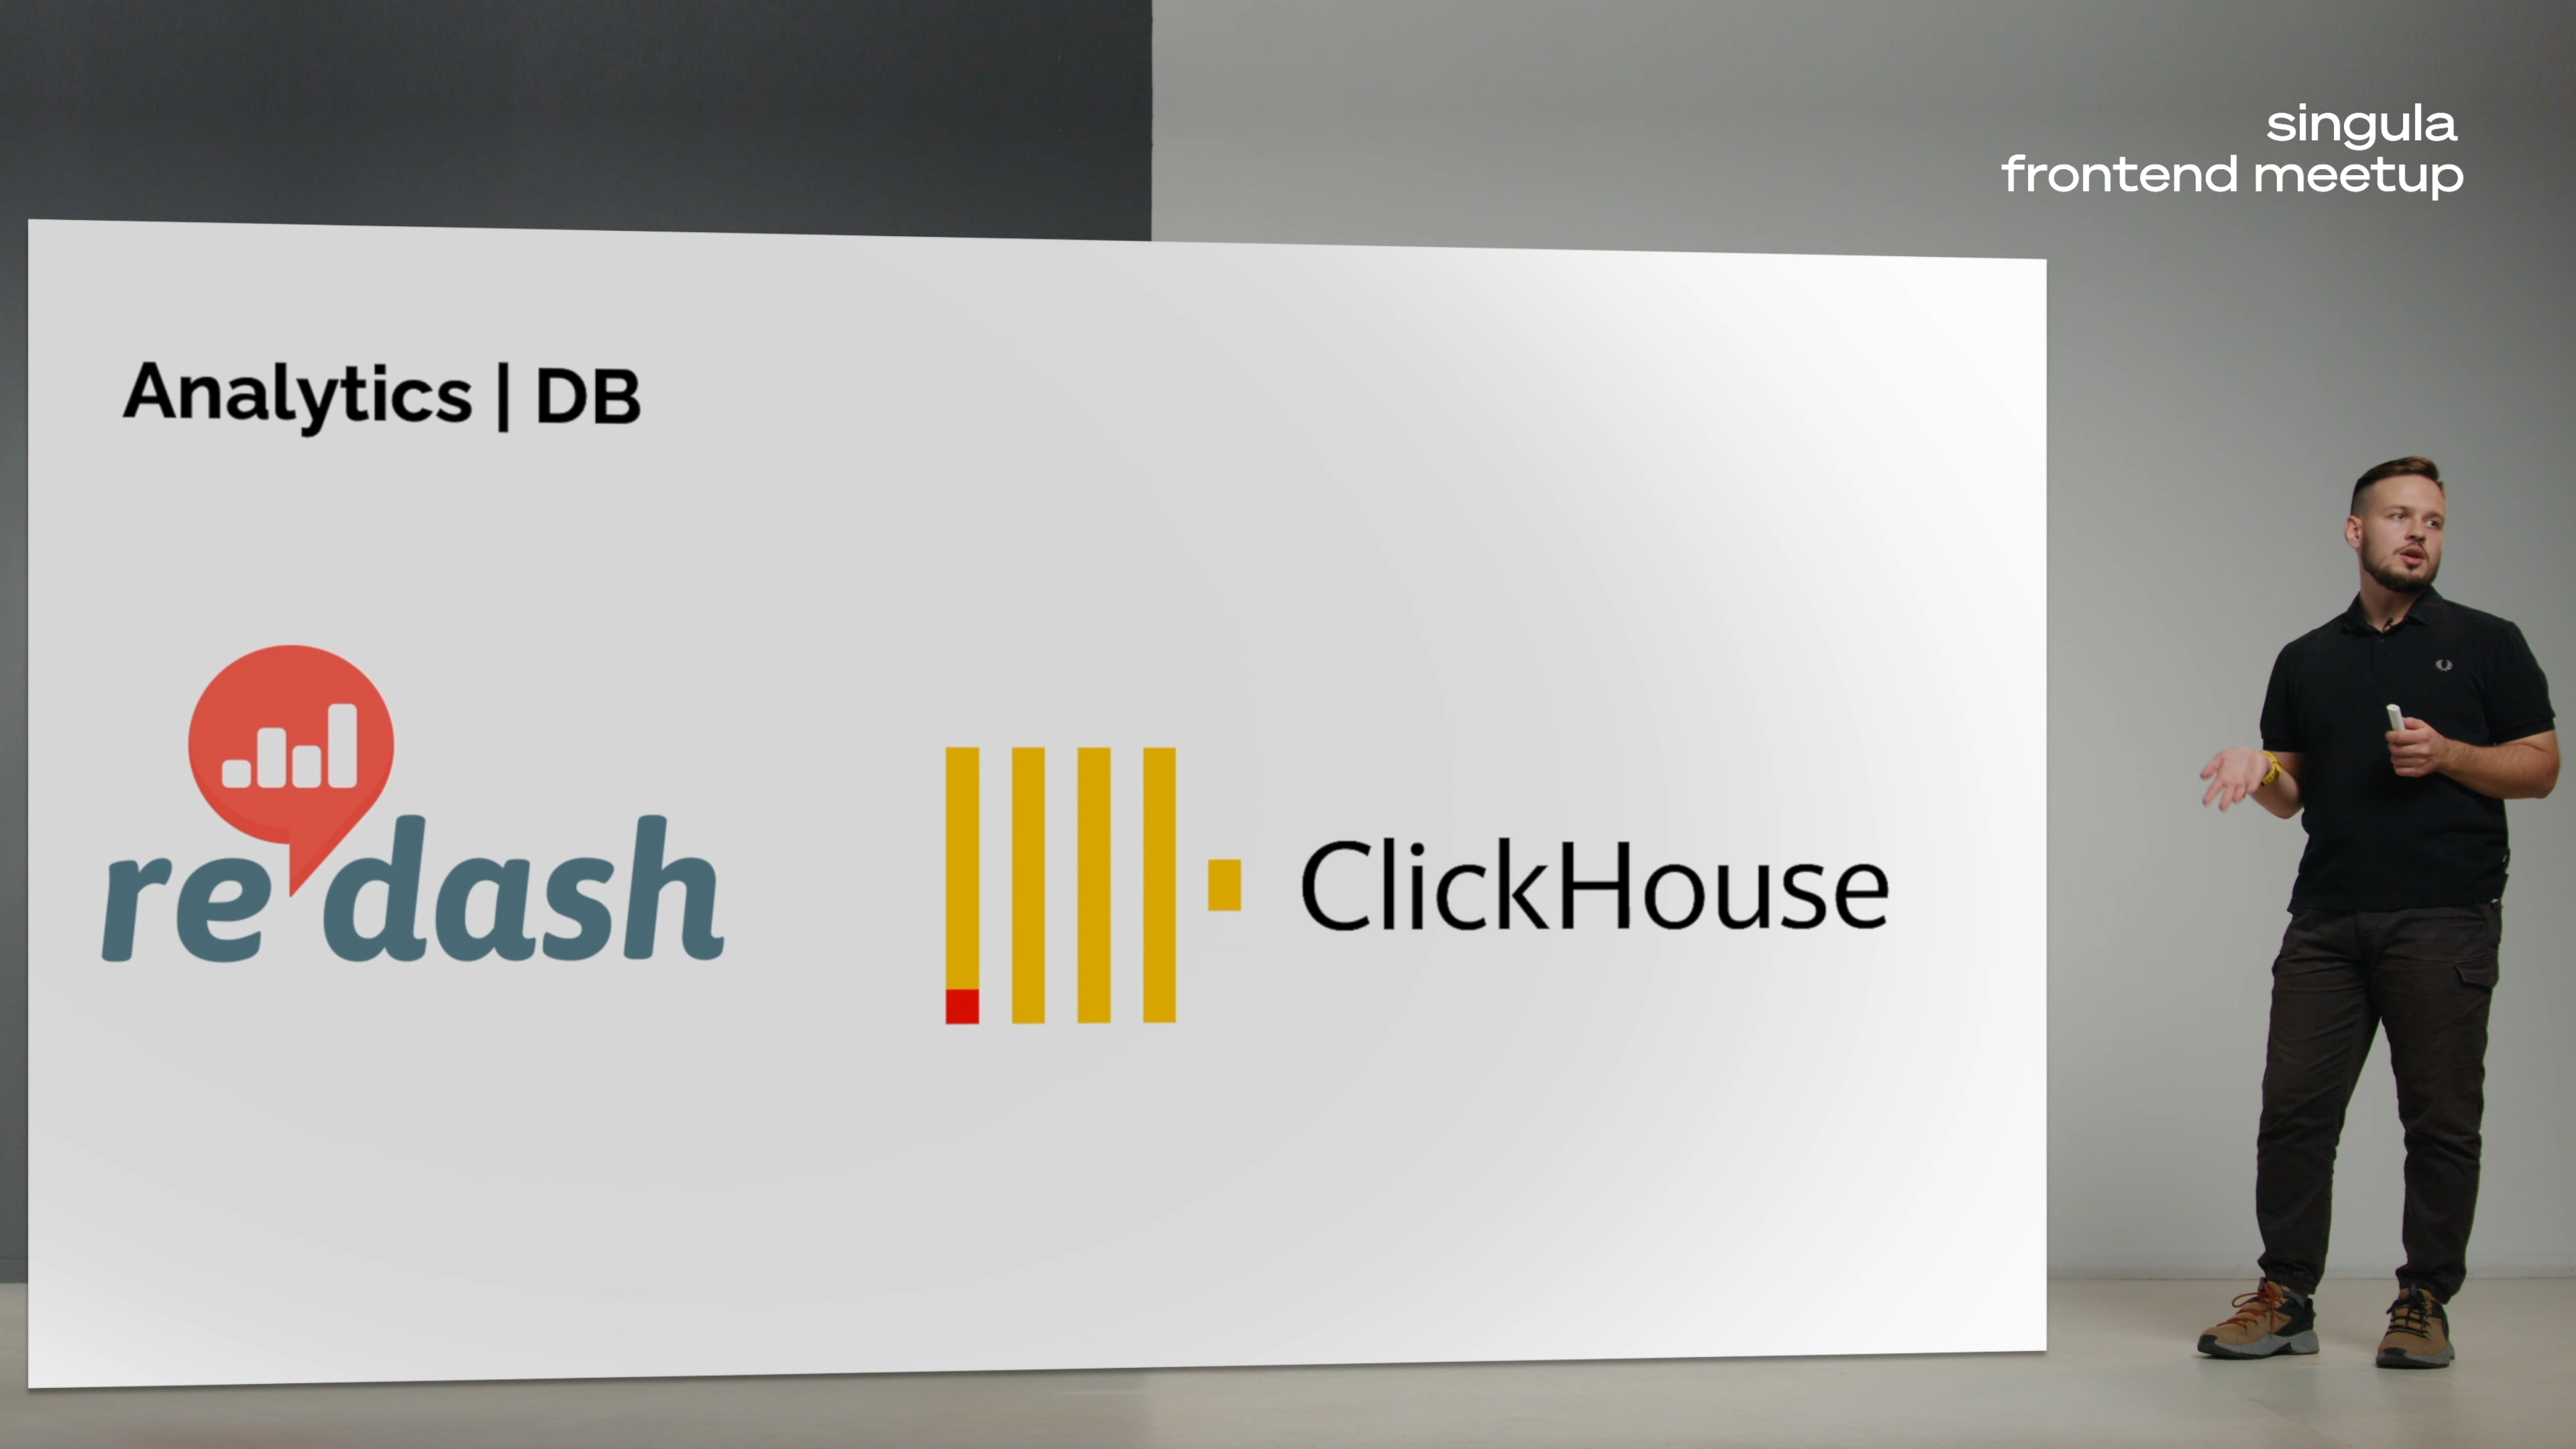 singula
frontend meetup
Analytics | DB
redash
ClickHouse